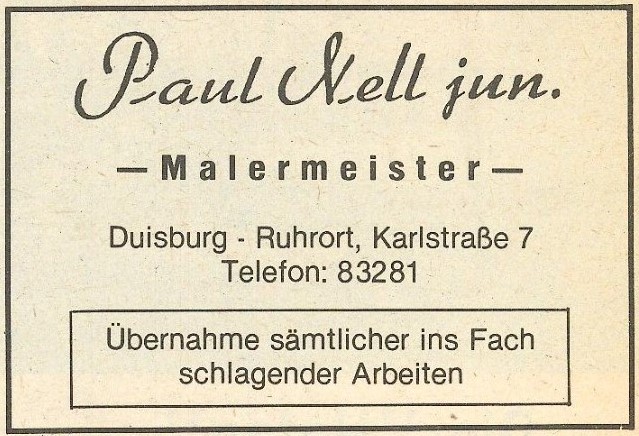 Paul Nell jun.
— Malermeister —
Duisburg - Ruhrort, Karlstraße 7
Telefon: 83281
Übernahme sämtlicher ins Fach
schlagender Arbeiten